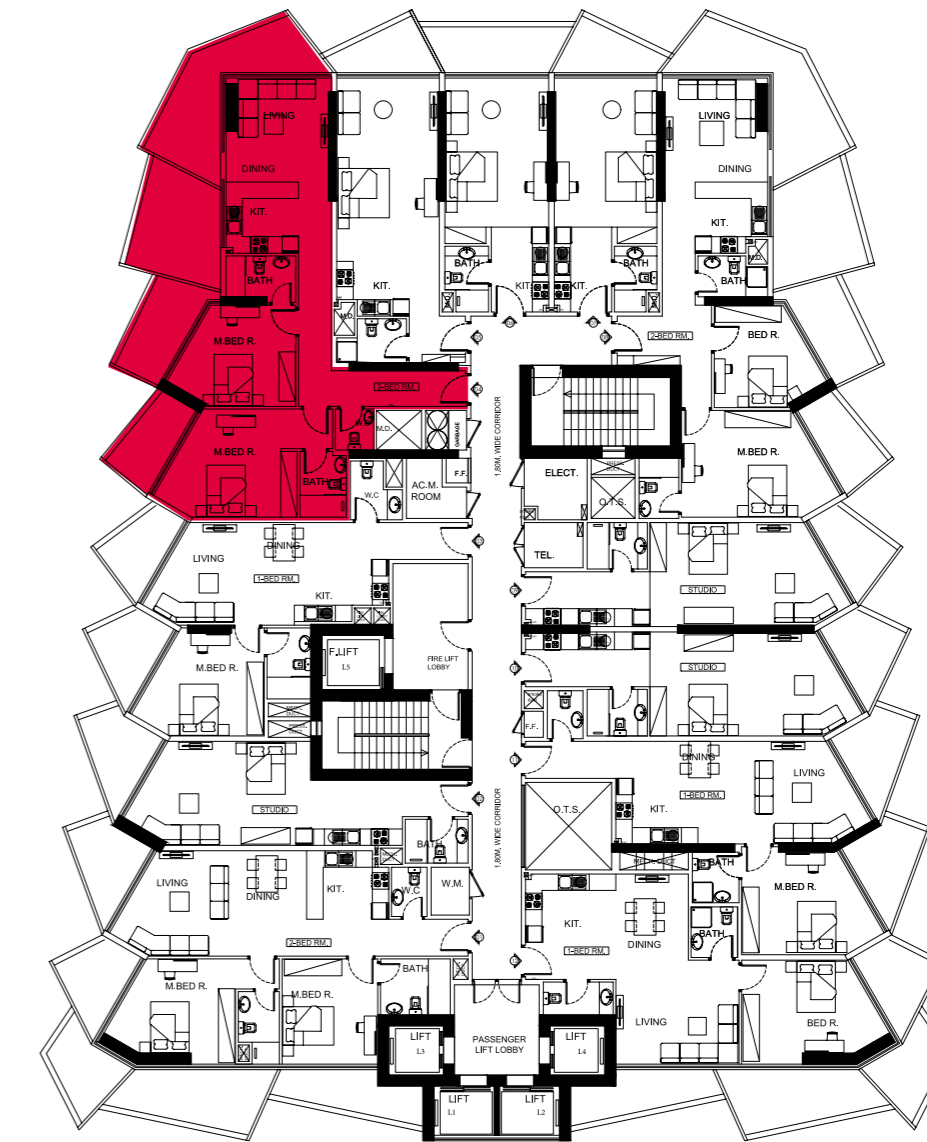 LIVING
LIVING
DINING
DINING
KIT.
KIT.
BATH
BATH
KIT.
KIT.
KIT.
BATH
BATH
M.D.
M.D.
M.BED R.
2-BED RM.
BED R.
2-BED RM.
M.D.
GARBAGE
1.80M. WIDE CORRIDOR
M.BED R.
BATH
W.C
AC.M.
ROOM
F.F.
ELECT.
O.T.S.
M.BED R.
LIVING
DINING
1-BED RM.
KIT.
TEL.
STUDIO
M.BED R.
F.LIFT
L5
FIRE LIFT
LOBBY
STUDIO
F.F.
STUDIO
BATH
1.80M. WIDE CORRIDOR
O.T.S.
DINING
LIVING
1-BED RM.
KIT.
MECH. DUCT
LIVING
DINING
KIT.
W.C
W.M.
2-BED RM.
BATH
M.BED R.
KIT.
BATH
DINING
1-BED RM.
M.BED R.
M.BED R.
BATH
LIVING
BED R.
LIFT
L3
PASSENGER
LIFT LOBBY
LIFT
L4
LIFT
L1
LIFT
L2